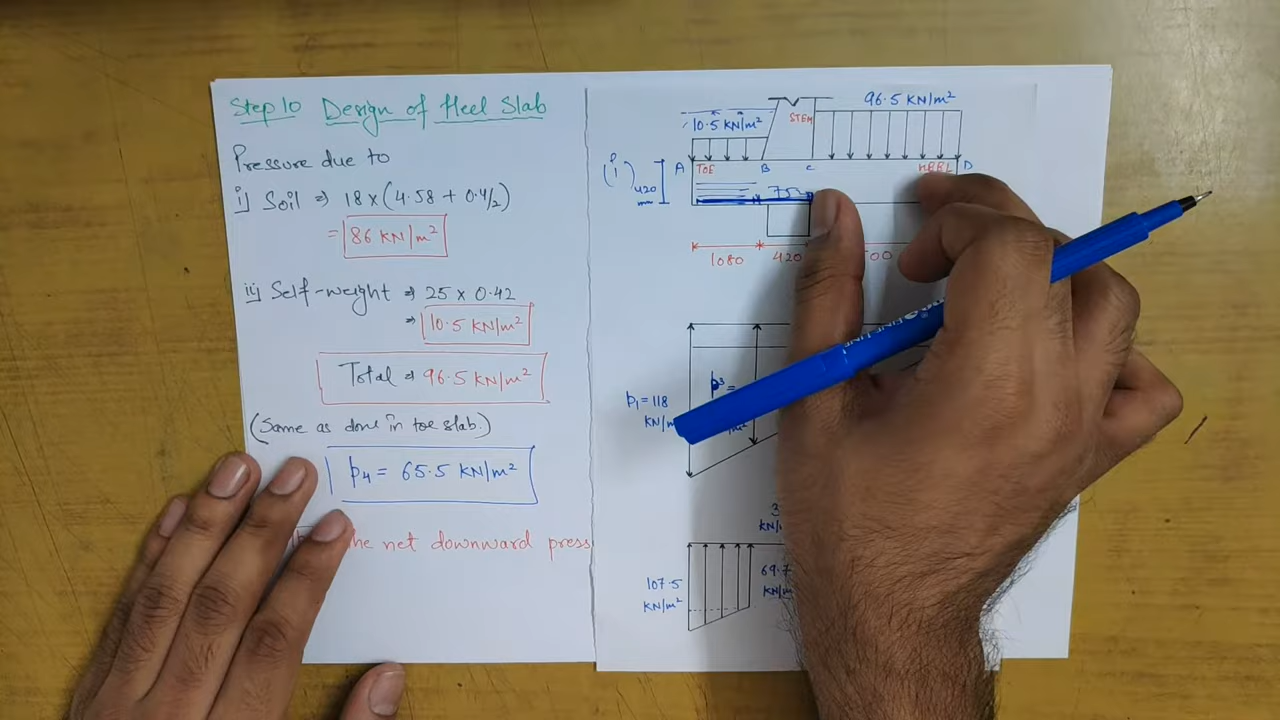 Step 10 Design of Heel Slab
Pressure due to
i) Soil ⇒ 18 x (4.58 + 0.4/2)
= 86 KN/m²
ii) Self-weight ⇒ 25 x 0.42
⇒ 10.5 KN/m²
Total ⇒ 96.5 KN/m²
(Same as done in toe slab.)
p4 = 65.5 KN/m²
he net downward press
96.5 KN/m²
10.5 KN/m²
STEM
(i)
A TOE B C D
420
mm
1080 420
p1 = 118
KN/m
p3 =
107.5
KN/m²
69.7
KN/m